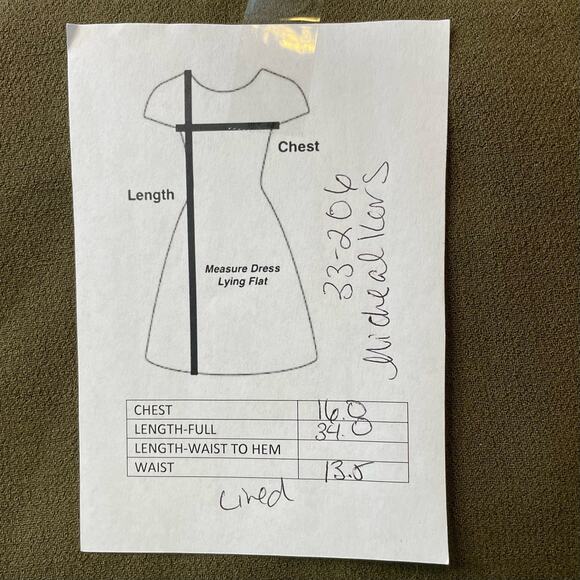 Chest
Length
Measure Dress
Lying Flat
33-206
Micheal Kors
CHEST 16.0
LENGTH-FULL 34.0
LENGTH-WAIST TO HEM
WAIST 13.5
Lined